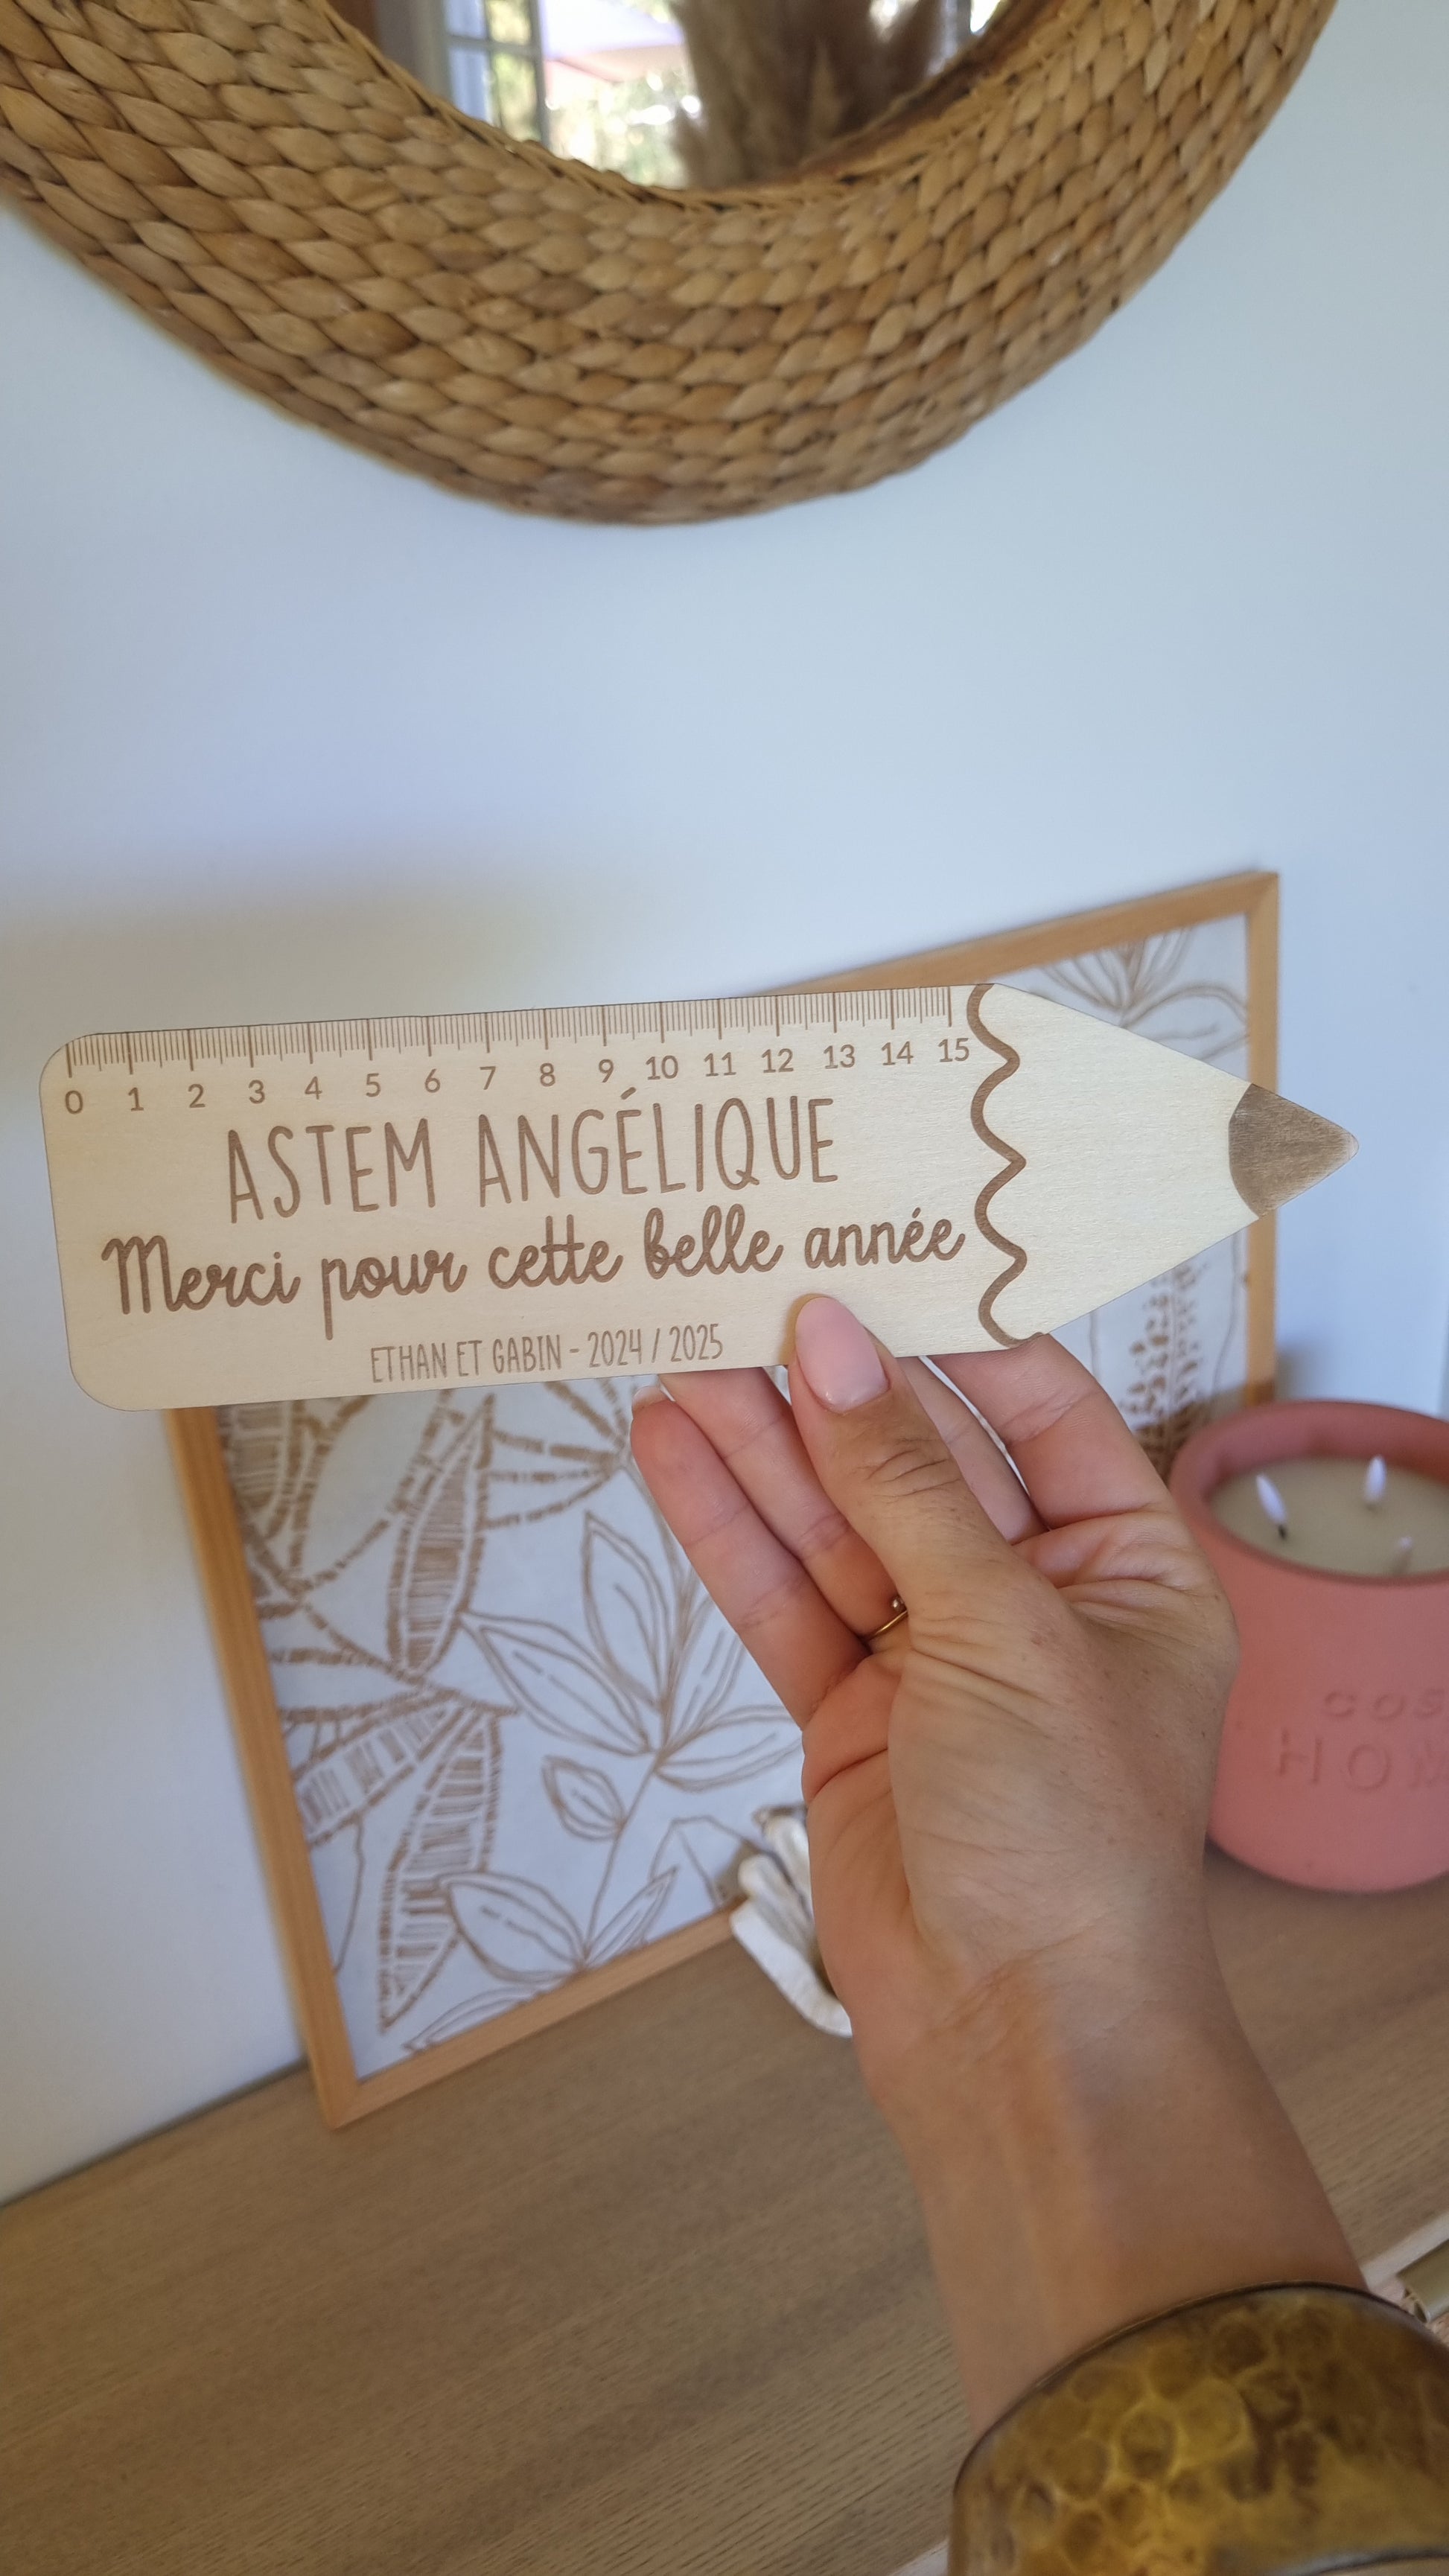 0 1 2 3 4 5 6 7 8 9 10 11 12 13 14 15
ASTEM ANGÉLIQUE
Merci pour cette belle année
ETHAN ET GABIN - 2024 / 2025